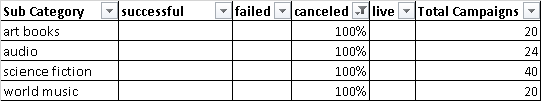 Sub Category successful failed canceled live Total Campaigns
art books 100% 20
audio 100% 24
science fiction 100% 40
world music 100% 20